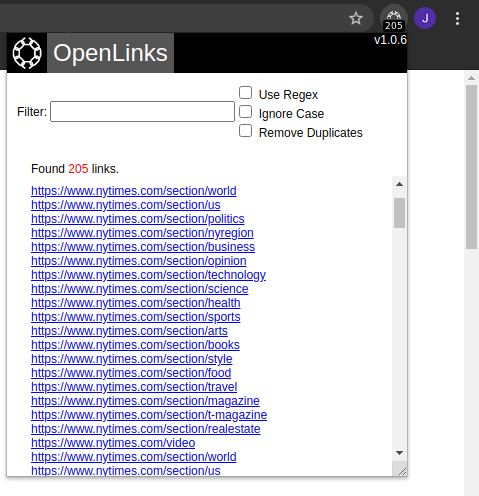 205
J
v1.0.6
OpenLinks
Filter:
Use Regex
Ignore Case
Remove Duplicates
Found 205 links.
https://www.nytimes.com/section/world
https://www.nytimes.com/section/us
https://www.nytimes.com/section/politics
https://www.nytimes.com/section/nyregion
https://www.nytimes.com/section/business
https://www.nytimes.com/section/opinion
https://www.nytimes.com/section/technology
https://www.nytimes.com/section/science
https://www.nytimes.com/section/health
https://www.nytimes.com/section/sports
https://www.nytimes.com/section/arts
https://www.nytimes.com/section/books
https://www.nytimes.com/section/style
https://www.nytimes.com/section/food
https://www.nytimes.com/section/travel
https://www.nytimes.com/section/magazine
https://www.nytimes.com/section/t-magazine
https://www.nytimes.com/section/realestate
https://www.nytimes.com/video
https://www.nytimes.com/section/world
https://www.nytimes.com/section/us